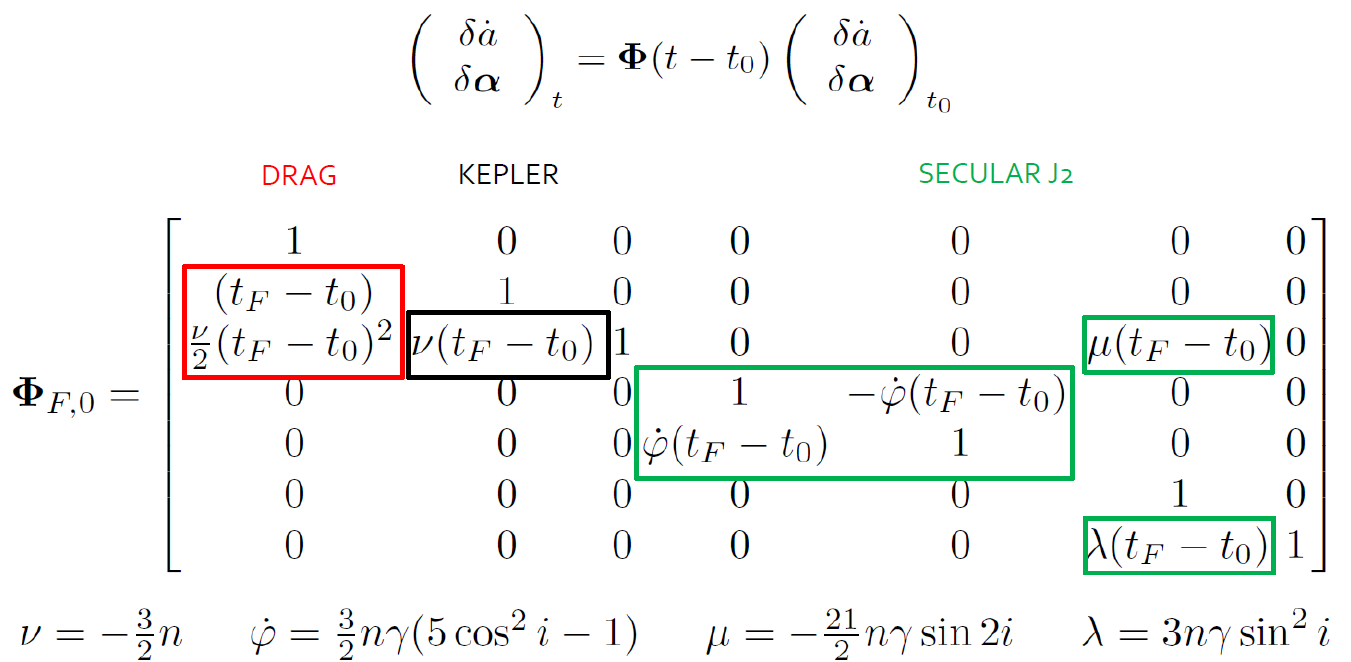 ( δȧ δα )_t = Φ(t − t_0) ( δȧ δα )_{t_0}
DRAG KEPLER SECULAR J2
1 0 0 0 0 0 0
(t_F − t_0) 1 0 0 0 0 0
ν/2(t_F − t_0)^2 ν(t_F − t_0) 1 0 0 μ(t_F − t_0) 0
Φ_{F,0} = 0 0 0 1 −φ̇(t_F − t_0) 0 0
0 0 0 φ̇(t_F − t_0) 1 0 0
0 0 0 0 0 1 0
0 0 0 0 0 λ(t_F − t_0) 1
ν = −3/2 n φ̇ = 3/2 nγ(5 cos^2 i − 1) μ = −21/2 nγ sin 2i λ = 3nγ sin^2 i